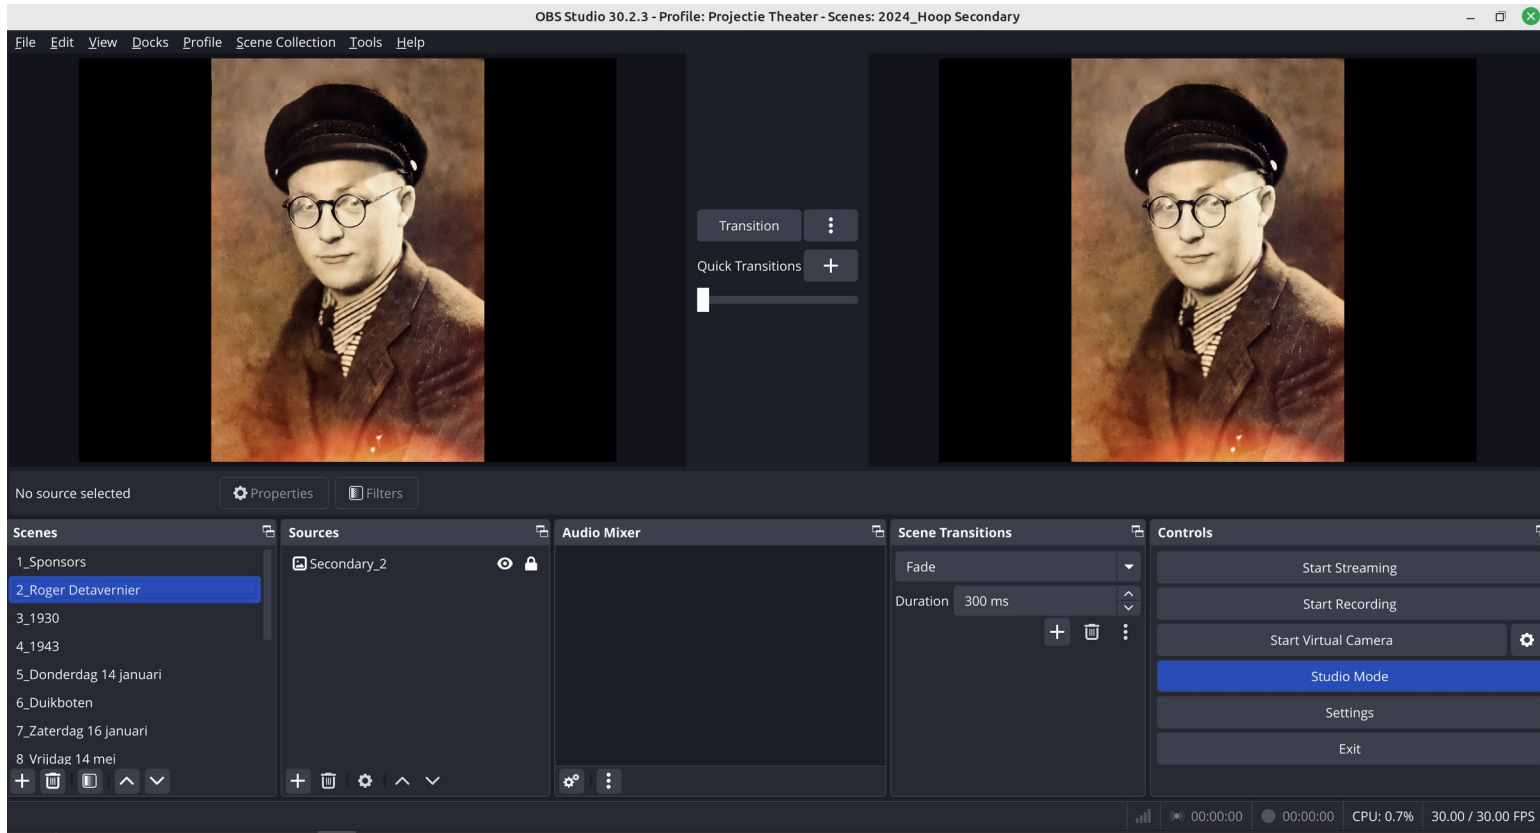 OBS Studio 30.2.3 - Profile: Projectie Theater - Scenes: 2024_Hoop Secondary
File Edit View Docks Profile Scene Collection Tools Help
Transition
Quick Transitions
No source selected
Properties
Filters
Scenes
1_Sponsors
2_Roger Detavernier
3_1930
4_1943
5_Donderdag 14 januari
6_Duikboten
7_Zaterdag 16 januari
8_Vrijdag 14 mei
Sources
Secondary_2
Audio Mixer
Scene Transitions
Fade
Duration 300 ms
Controls
Start Streaming
Start Recording
Start Virtual Camera
Studio Mode
Settings
Exit
00:00:00 00:00:00 CPU: 0.7% 30.00 / 30.00 FPS